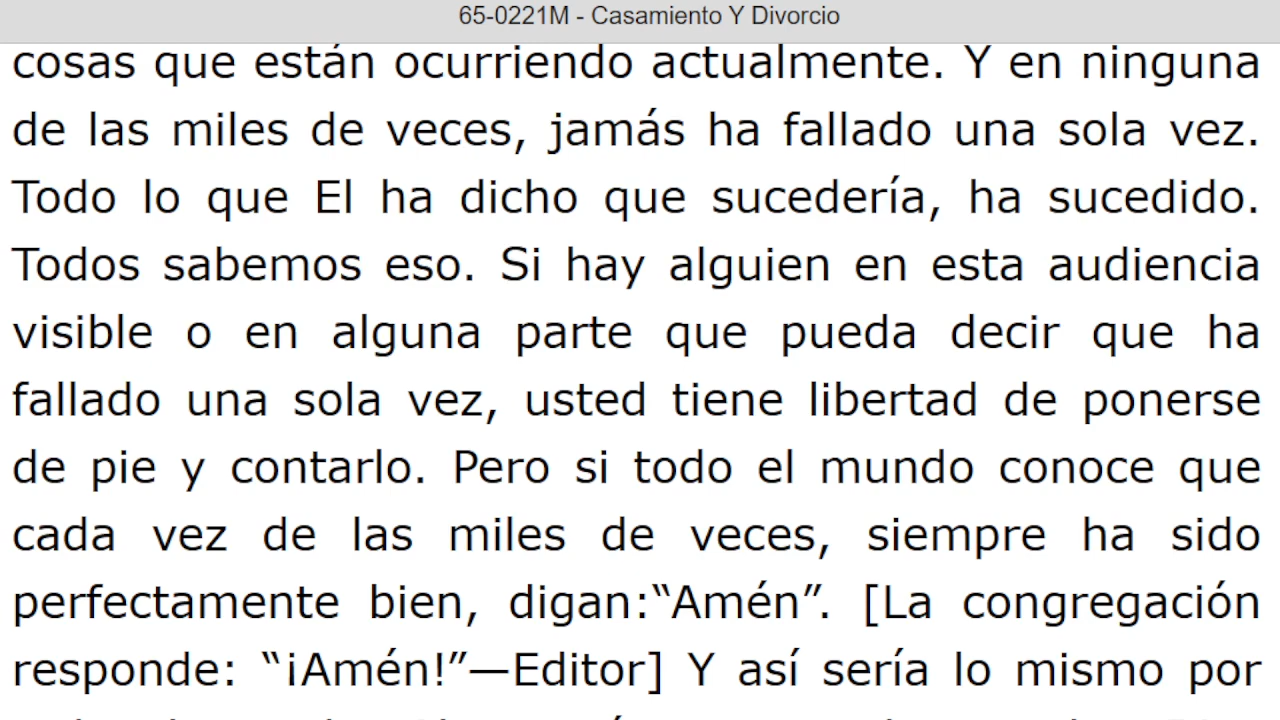 65-0221M - Casamiento Y Divorcio
cosas que están ocurriendo actualmente. Y en ninguna
de las miles de veces, jamás ha fallado una sola vez.
Todo lo que El ha dicho que sucedería, ha sucedido.
Todos sabemos eso. Si hay alguien en esta audiencia
visible o en alguna parte que pueda decir que ha
fallado una sola vez, usted tiene libertad de ponerse
de pie y contarlo. Pero si todo el mundo conoce que
cada vez de las miles de veces, siempre ha sido
perfectamente bien, digan:“Amén”. [La congregación
responde: “¡Amén!”—Editor] Y así sería lo mismo por